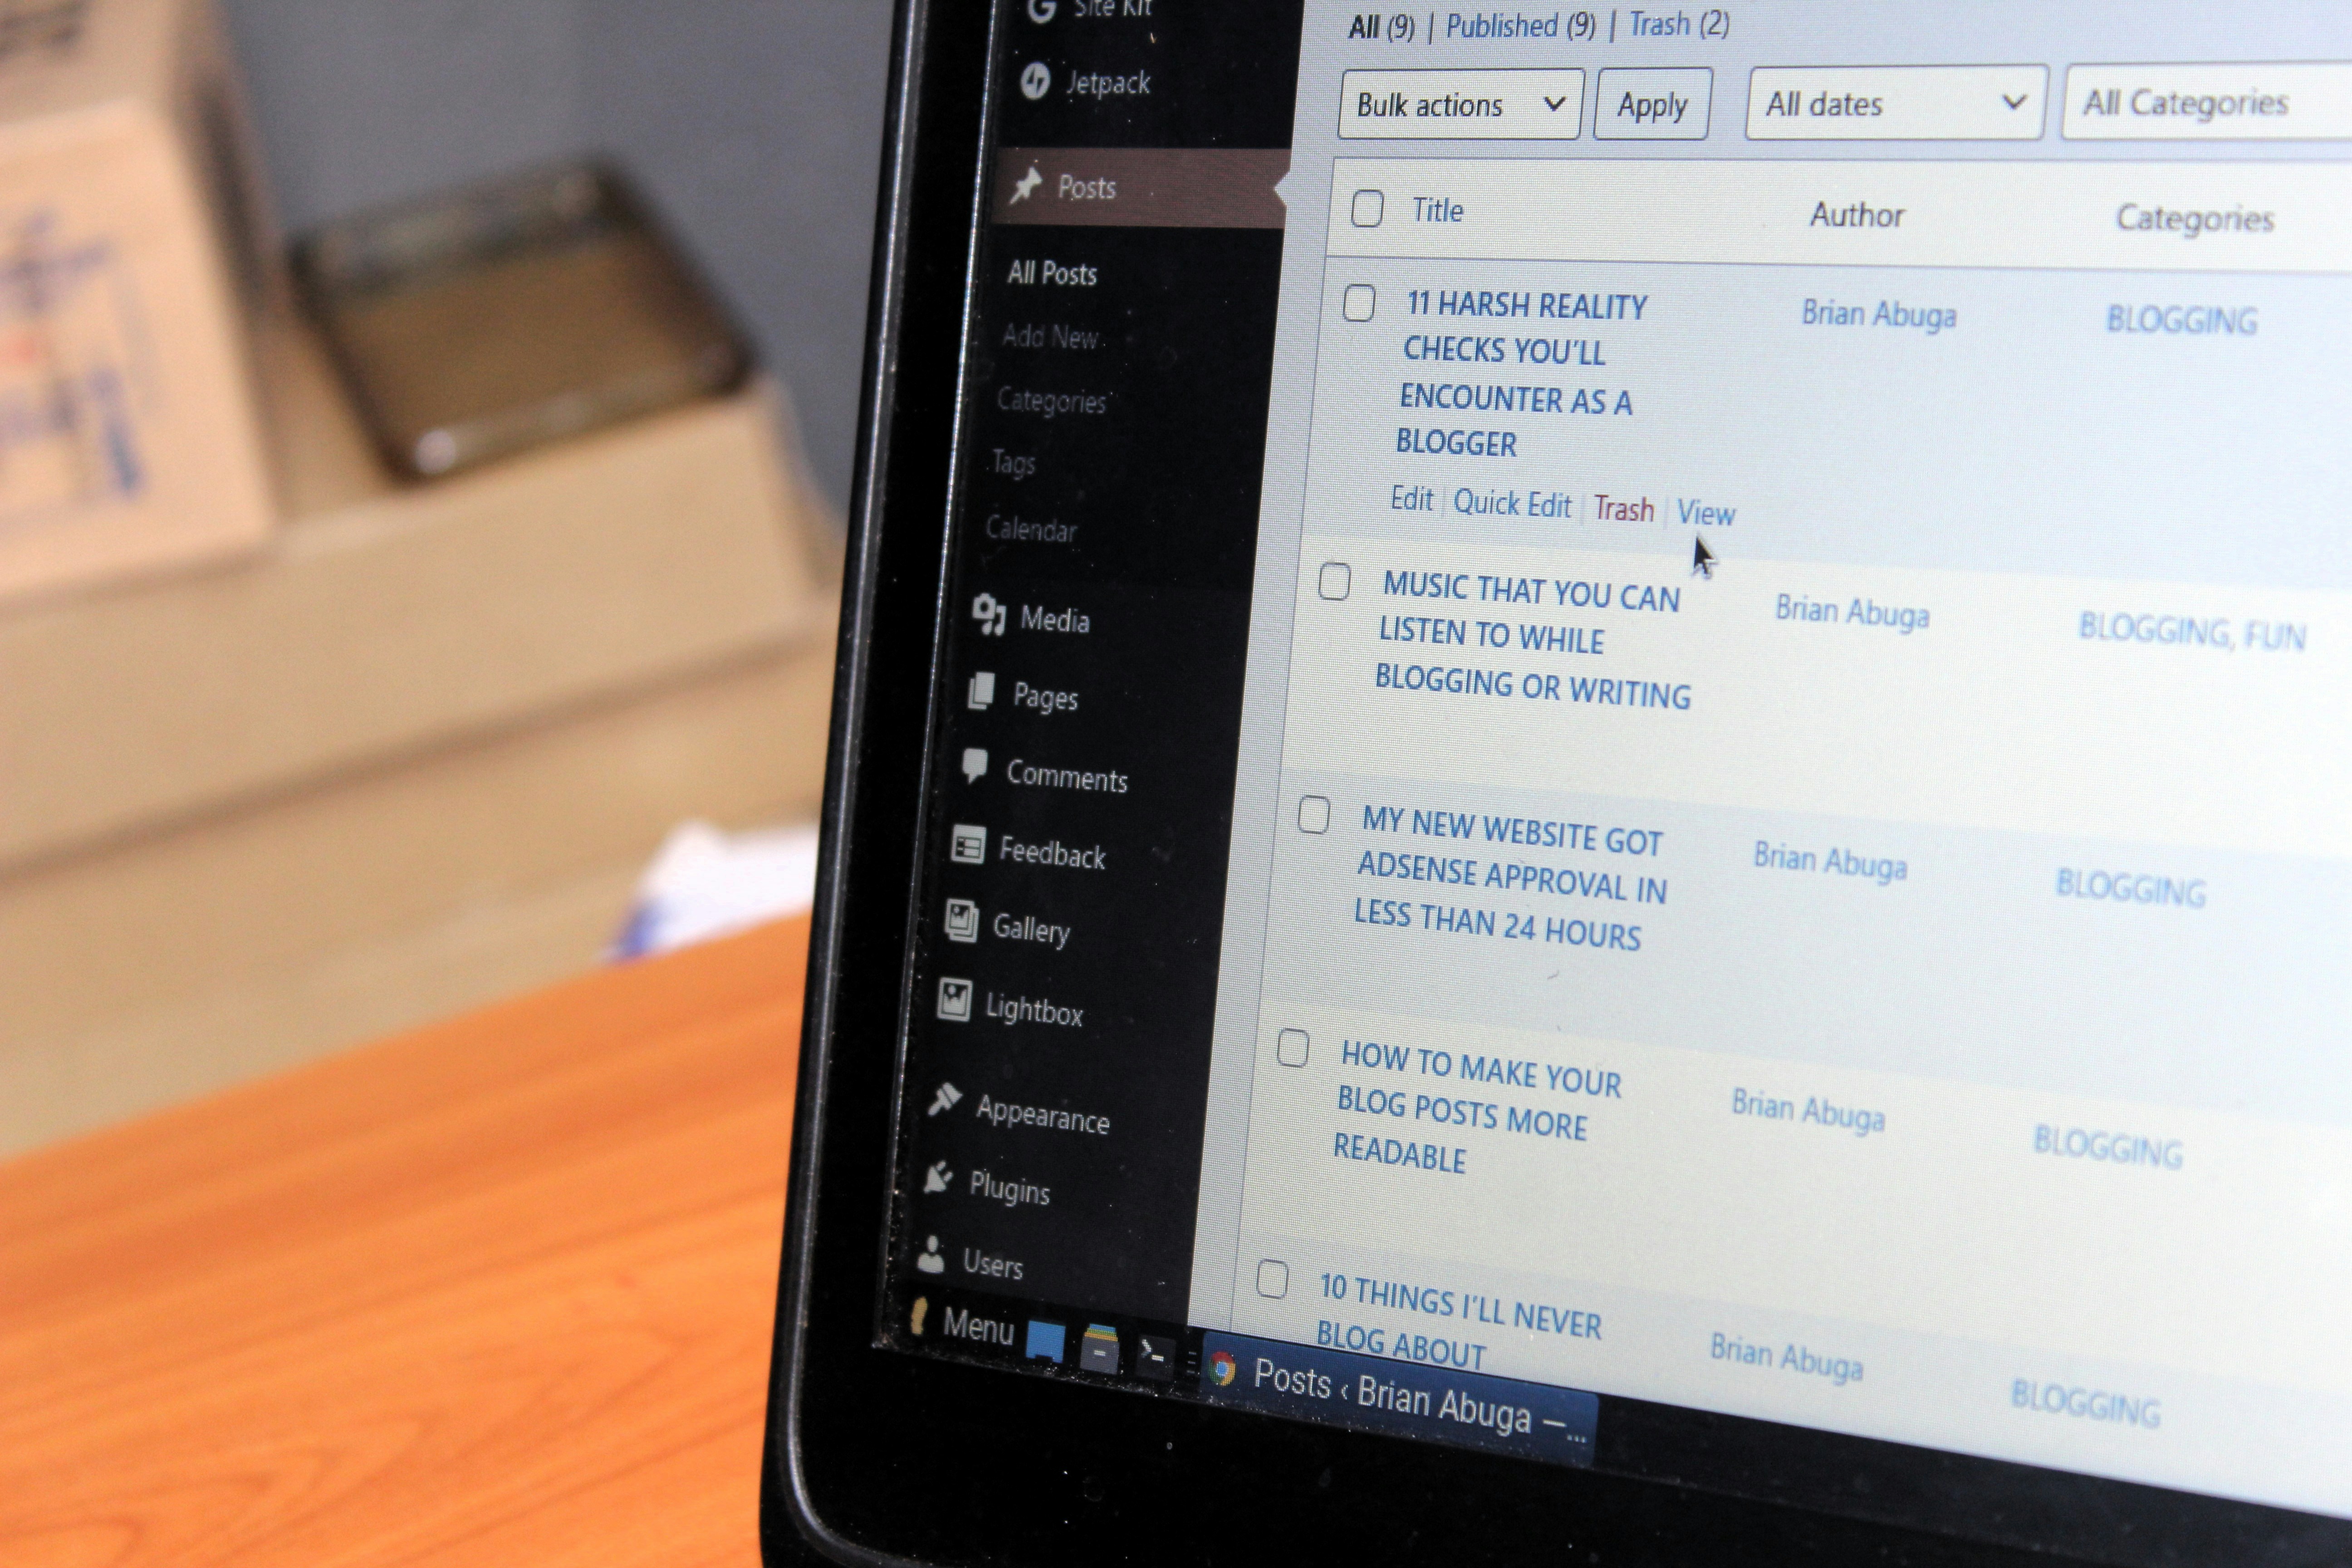 Site Kit
Jetpack
Posts
All Posts
Add New
Categories
Tags
Calendar
Media
Pages
Comments
Feedback
Gallery
Lightbox
Appearance
Plugins
Users
All (9) | Published (9) | Trash (2)
Bulk actions Apply All dates All Categories
Title Author Categories
11 HARSH REALITY
CHECKS YOU'LL
ENCOUNTER AS A
BLOGGER
Brian Abuga BLOGGING
Edit | Quick Edit | Trash | View
MUSIC THAT YOU CAN
LISTEN TO WHILE
BLOGGING OR WRITING
Brian Abuga BLOGGING, FUN
MY NEW WEBSITE GOT
ADSENSE APPROVAL IN
LESS THAN 24 HOURS
Brian Abuga BLOGGING
HOW TO MAKE YOUR
BLOG POSTS MORE
READABLE
Brian Abuga BLOGGING
10 THINGS I'LL NEVER
BLOG ABOUT
Brian Abuga BLOGGING
Menu Posts ‹ Brian Abuga —...